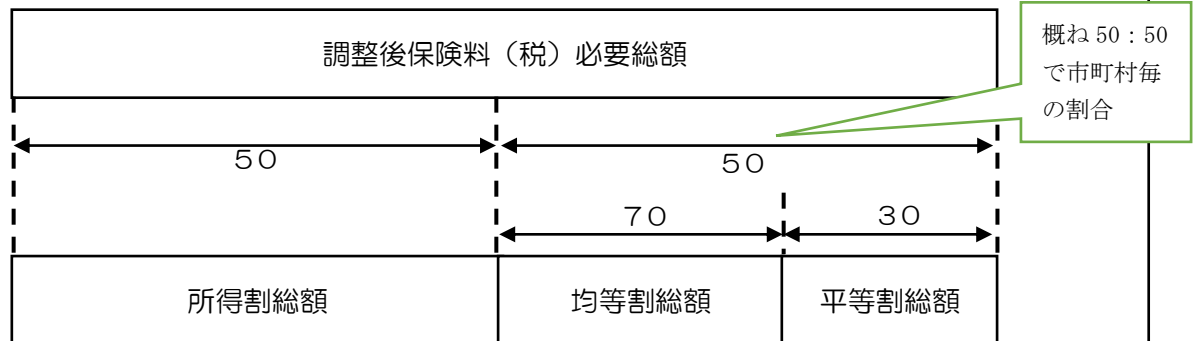 調整後保険料（税）必要総額
概ね 50：50
で市町村毎
の割合
５０
５０
７０
３０
所得割総額
均等割総額
平等割総額